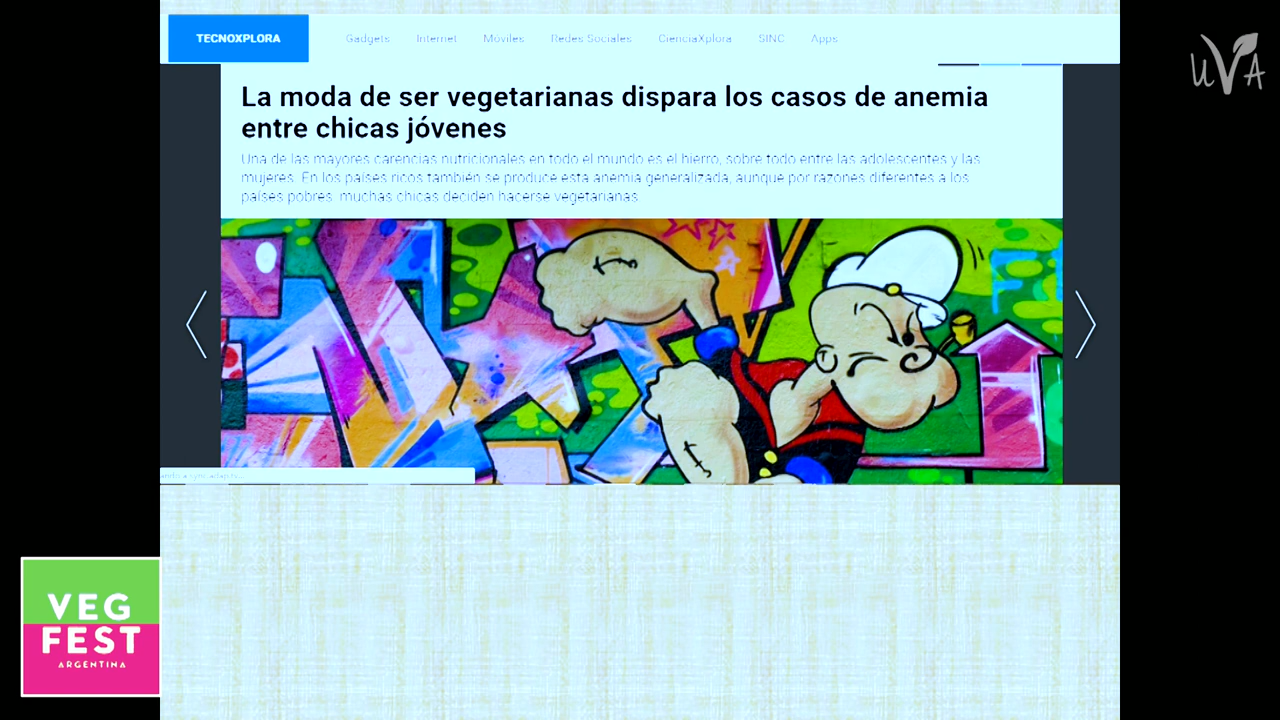 TECNOXPLORA
Gadgets Internet Móviles Redes Sociales CienciaXplora SINC Apps
UVA
La moda de ser vegetarianas dispara los casos de anemia
entre chicas jóvenes
Una de las mayores carencias nutricionales en todo el mundo es el hierro, sobre todo entre las adolescentes y las
mujeres. En los países ricos también se produce esta anemia generalizada, aunque por razones diferentes a los
países pobres: muchas chicas deciden hacerse vegetarianas.
VEG
FEST
ARGENTINA